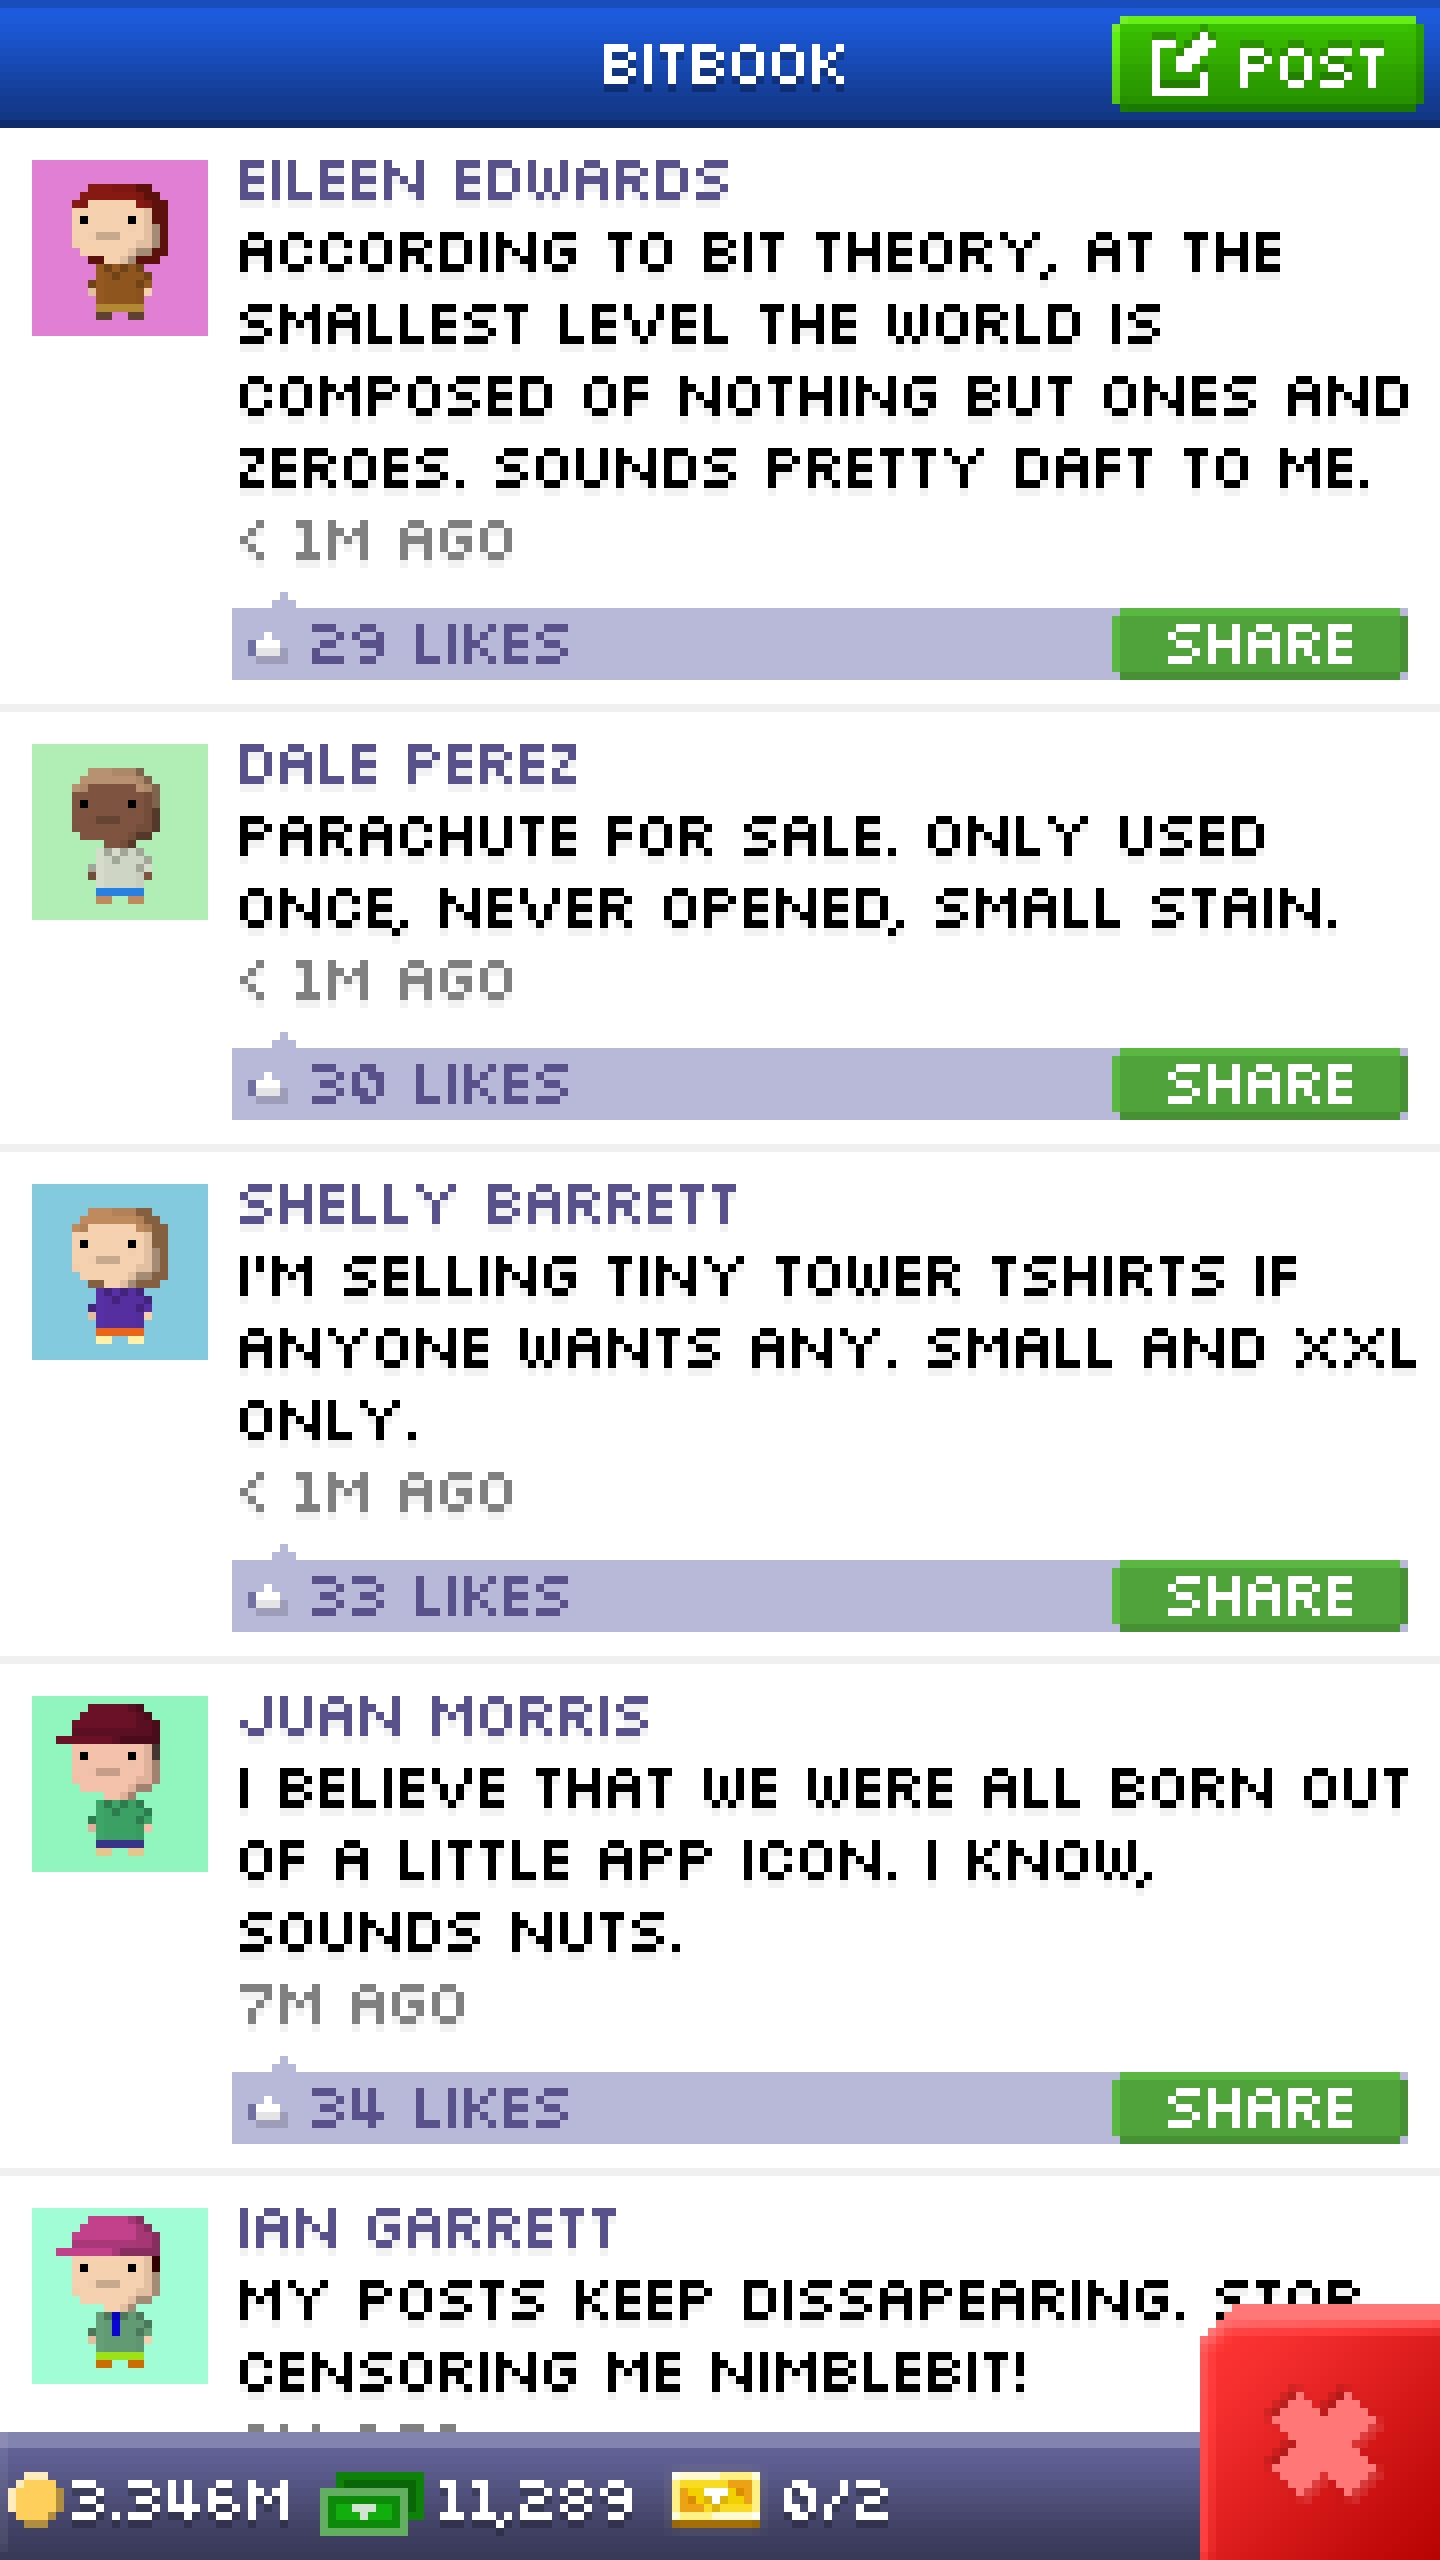 BITBOOK
POST
EILEEN EDWARDS
ACCORDING TO BIT THEORY, AT THE
SMALLEST LEVEL THE WORLD IS
COMPOSED OF NOTHING BUT ONES AND
ZEROES. SOUNDS PRETTY DAFT TO ME.
< 1M AGO
29 LIKES
SHARE
DALE PEREZ
PARACHUTE FOR SALE. ONLY USED
ONCE, NEVER OPENED, SMALL STAIN.
< 1M AGO
30 LIKES
SHARE
SHELLY BARRETT
I'M SELLING TINY TOWER TSHIRTS IF
ANYONE WANTS ANY. SMALL AND XXL
ONLY.
< 1M AGO
33 LIKES
SHARE
JUAN MORRIS
I BELIEVE THAT WE WERE ALL BORN OUT
OF A LITTLE APP ICON. I KNOW,
SOUNDS NUTS.
7M AGO
34 LIKES
SHARE
IAN GARRETT
MY POSTS KEEP DISSAPEARING. STOP
CENSORING ME NIMBLEBIT!
3.346M
11,289
0/2